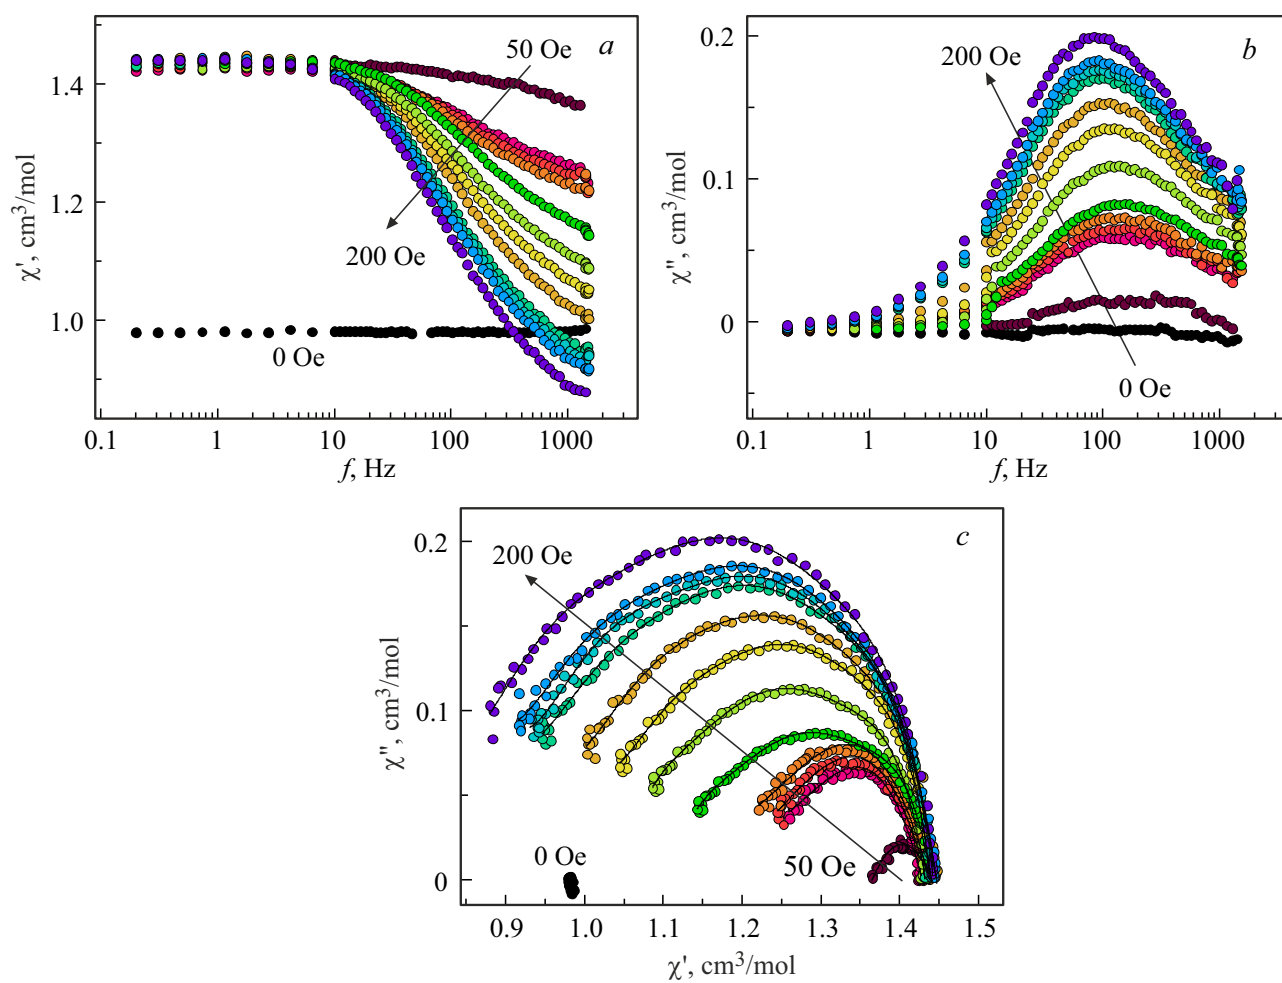 a
50 Oe
200 Oe
0 Oe
1.4
1.2
1.0
χ', cm³/mol
0.1 1 10 100 1000
f, Hz
b
200 Oe
0 Oe
0.2
0.1
0
χ'', cm³/mol
0.1 1 10 100 1000
f, Hz
c
200 Oe
0 Oe
50 Oe
0.2
0.1
0
χ'', cm³/mol
0.9 1.0 1.1 1.2 1.3 1.4 1.5
χ', cm³/mol